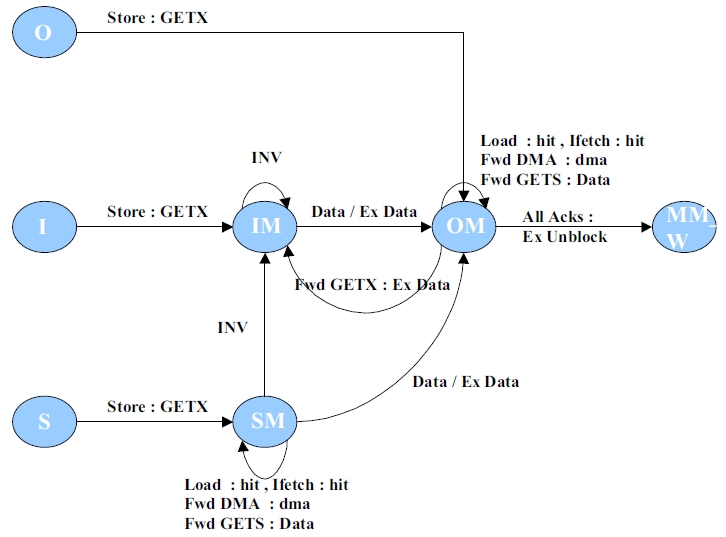 Store : GETX
O
Load : hit , Ifetch : hit
Fwd DMA : dma
Fwd GETS : Data
INV
Store : GETX
Data / Ex Data
All Acks :
Ex Unblock
I
IM
OM
MM_
W
Fwd GETX : Ex Data
INV
Data / Ex Data
Store : GETX
S
SM
Load : hit , Ifetch : hit
Fwd DMA : dma
Fwd GETS : Data